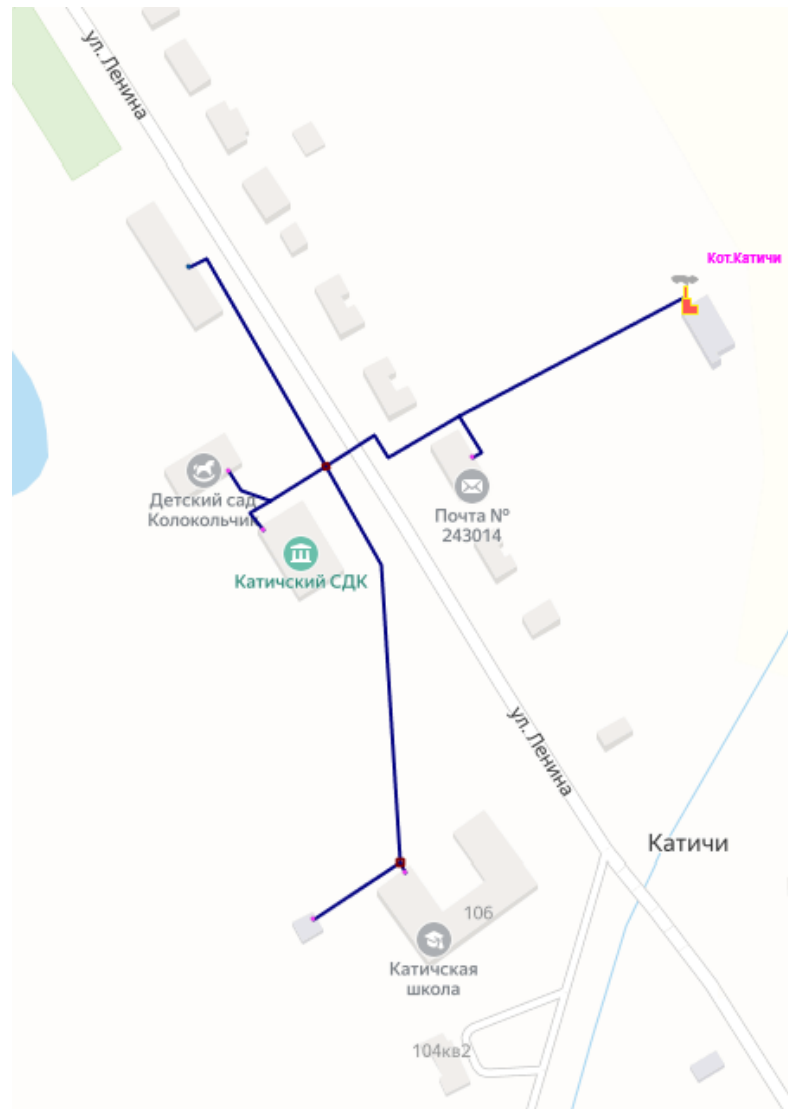 ул. Ленина
Кот.Катичи
Детский сад
Колокольчик
Почта №
243014
Катичский СДК
ул. Ленина
Катичи
106
Катичская
школа
104кв2